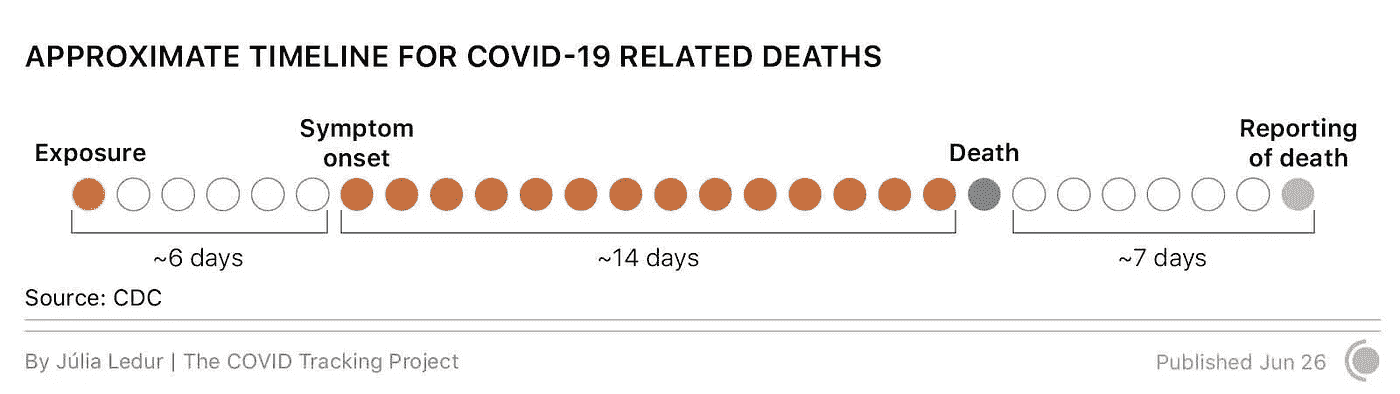 APPROXIMATE TIMELINE FOR COVID-19 RELATED DEATHS
Exposure
Symptom
onset
Death
Reporting
of death
~6 days
~14 days
~7 days
Source: CDC
By Júlia Ledur | The COVID Tracking Project
Published Jun 26